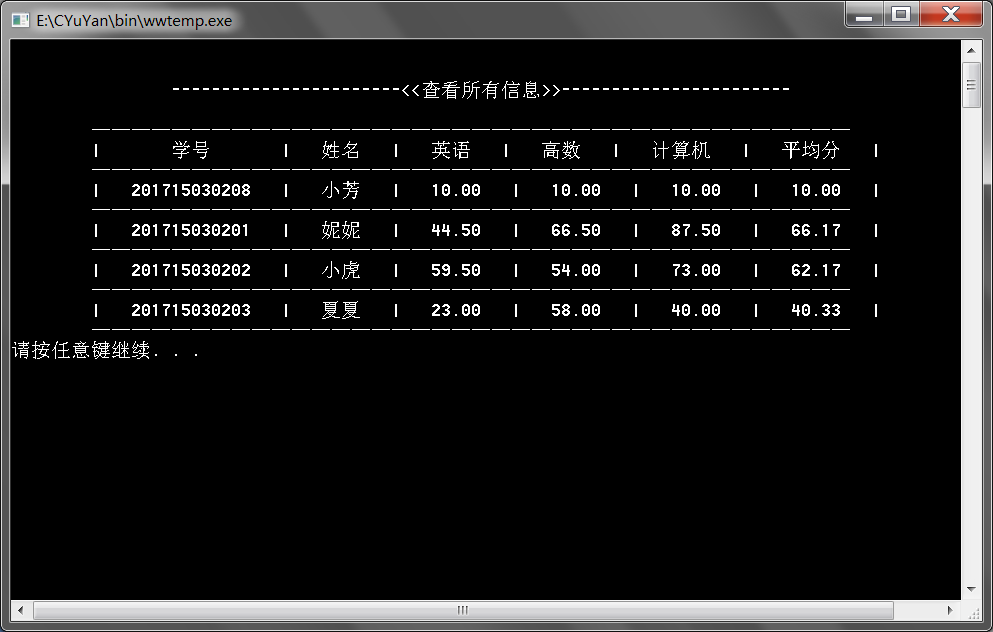 E:\CYuYan\bin\wwtemp.exe
-----------------------<<查看所有信息>>-----------------------
| 学号 | 姓名 | 英语 | 高数 | 计算机 | 平均分 |
| 201715030208 | 小芳 | 10.00 | 10.00 | 10.00 | 10.00 |
| 201715030201 | 妮妮 | 44.50 | 66.50 | 87.50 | 66.17 |
| 201715030202 | 小虎 | 59.50 | 54.00 | 73.00 | 62.17 |
| 201715030203 | 夏夏 | 23.00 | 58.00 | 40.00 | 40.33 |
请按任意键继续. . .